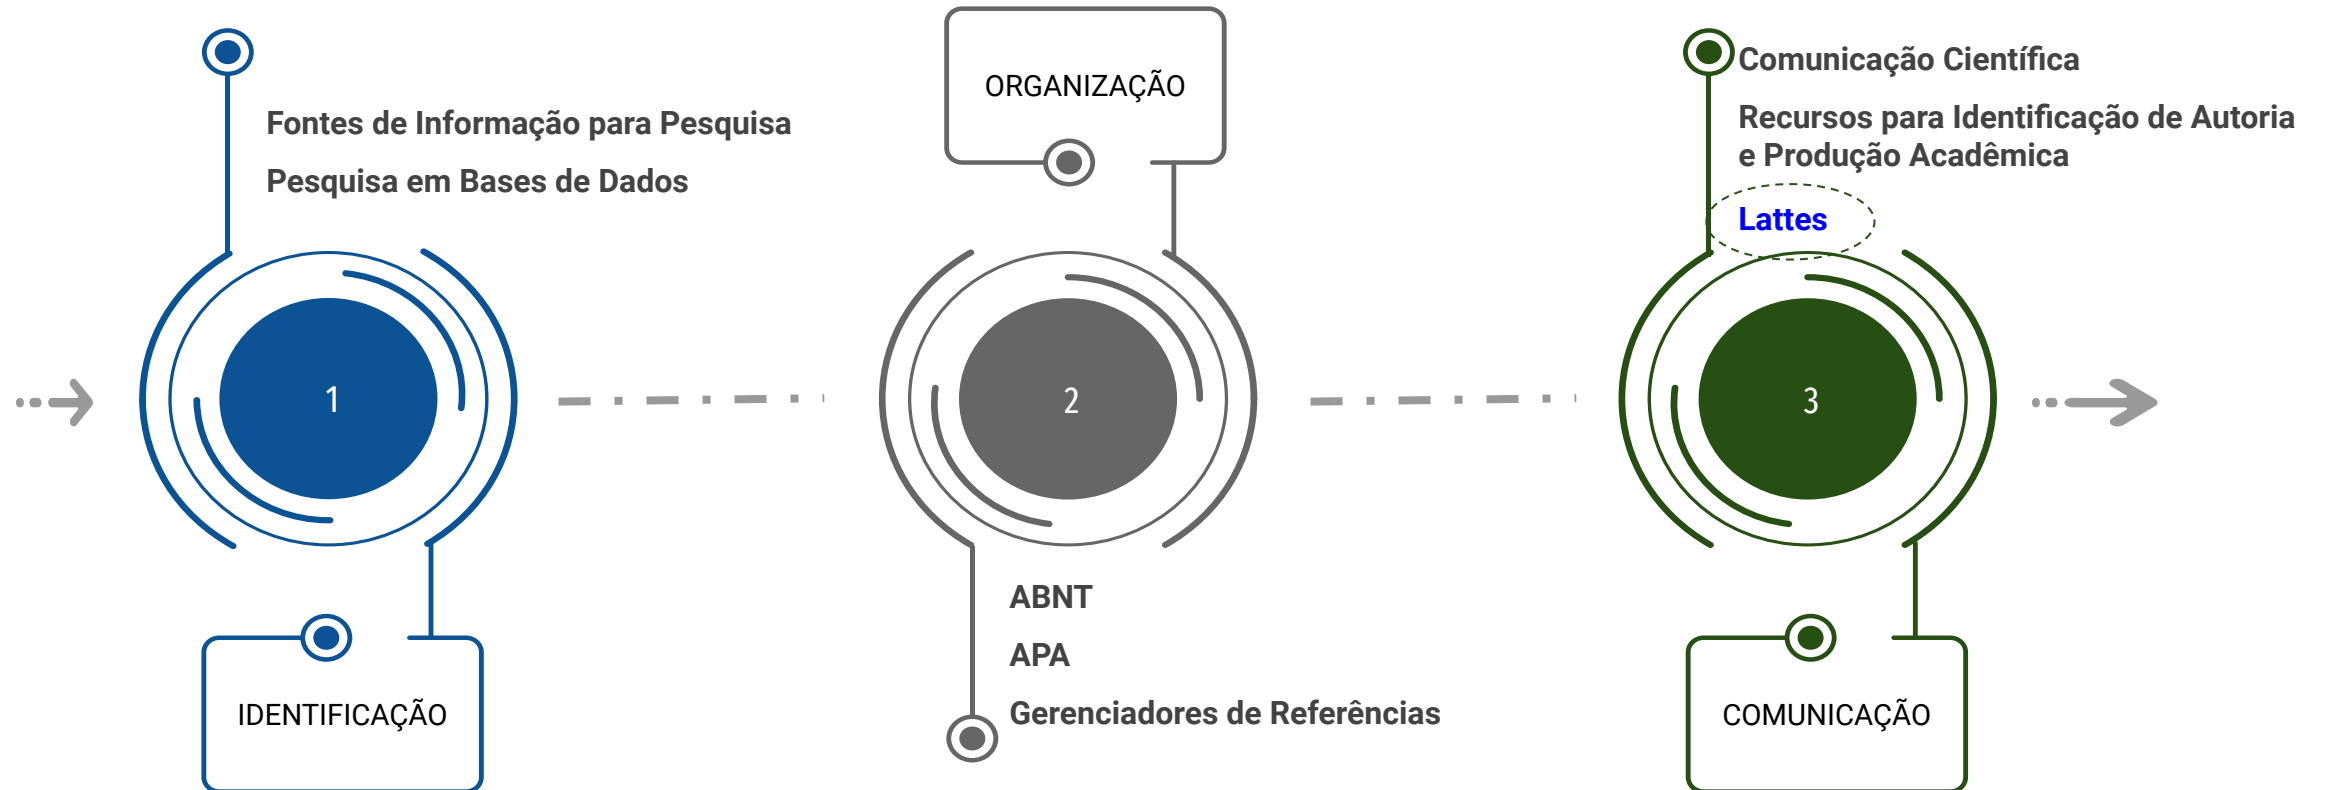 Fontes de Informação para Pesquisa
Pesquisa em Bases de Dados
1
IDENTIFICAÇÃO
ORGANIZAÇÃO
2
ABNT
APA
Gerenciadores de Referências
Comunicação Científica
Recursos para Identificação de Autoria
e Produção Acadêmica
Lattes
3
COMUNICAÇÃO